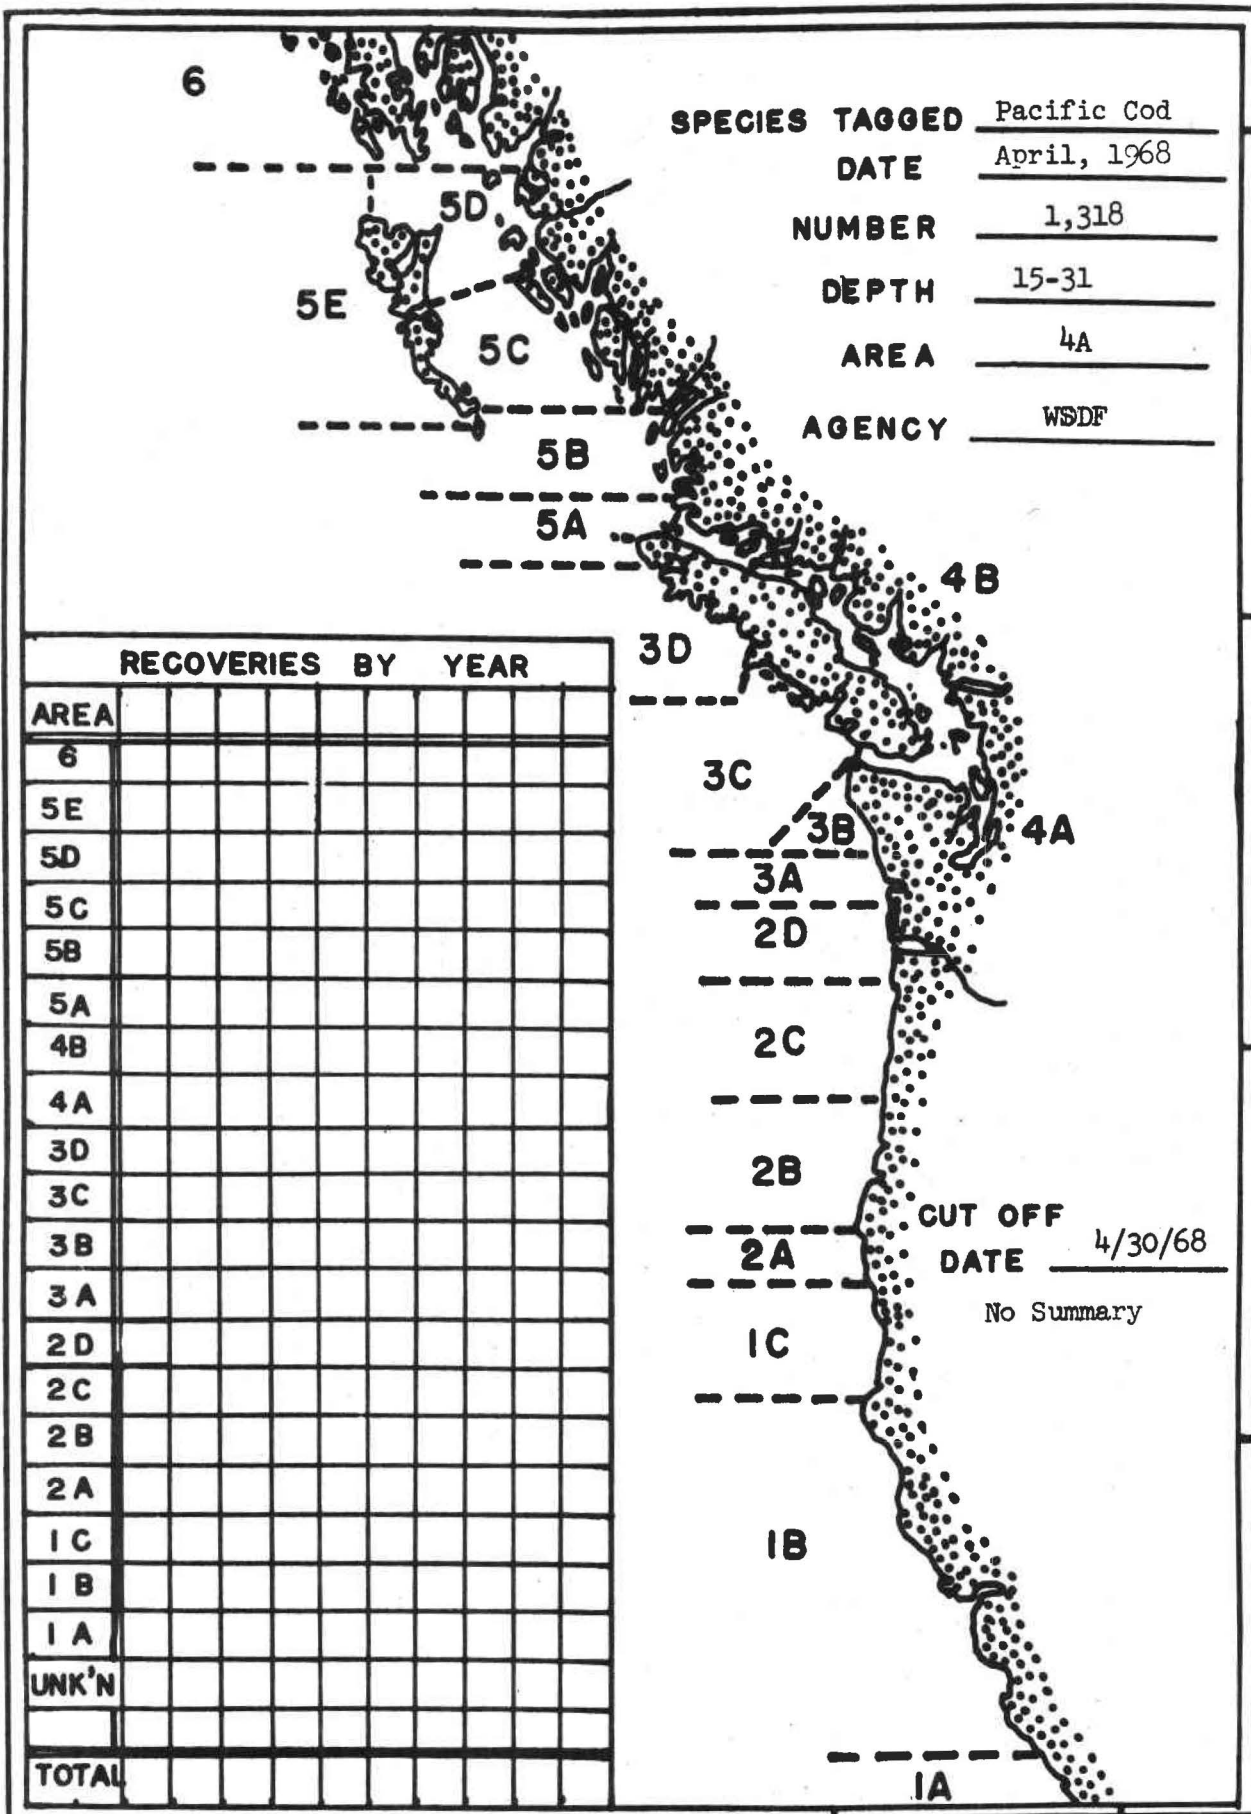 6
SPECIES TAGGED Pacific Cod
DATE April, 1968
5D
NUMBER 1,318
5E
DEPTH 15-31
5C
AREA 4A
AGENCY WSDF
5B
5A
4B
3D
3C
3B
4A
3A
2D
2C
2B
2A
1C
1B
1A
RECOVERIES BY YEAR
AREA
6
5E
5D
5C
5B
5A
4B
4A
3D
3C
3B
3A
2D
2C
2B
2A
1C
1B
1A
UNK'N
TOTAL
CUT OFF
DATE 4/30/68
No Summary